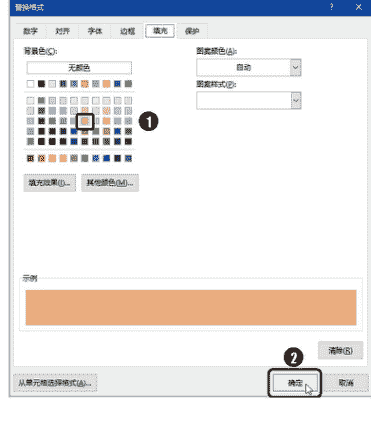 替换格式 ? ×
数字 对齐 字体 边框 填充 保护
背景色(C): 图案颜色(A):
无颜色 自动
图案样式(P):
1
填充效果(I)... 其他颜色(M)...
示例
2
清除(R)
从单元格选择格式(A)... 确定 取消